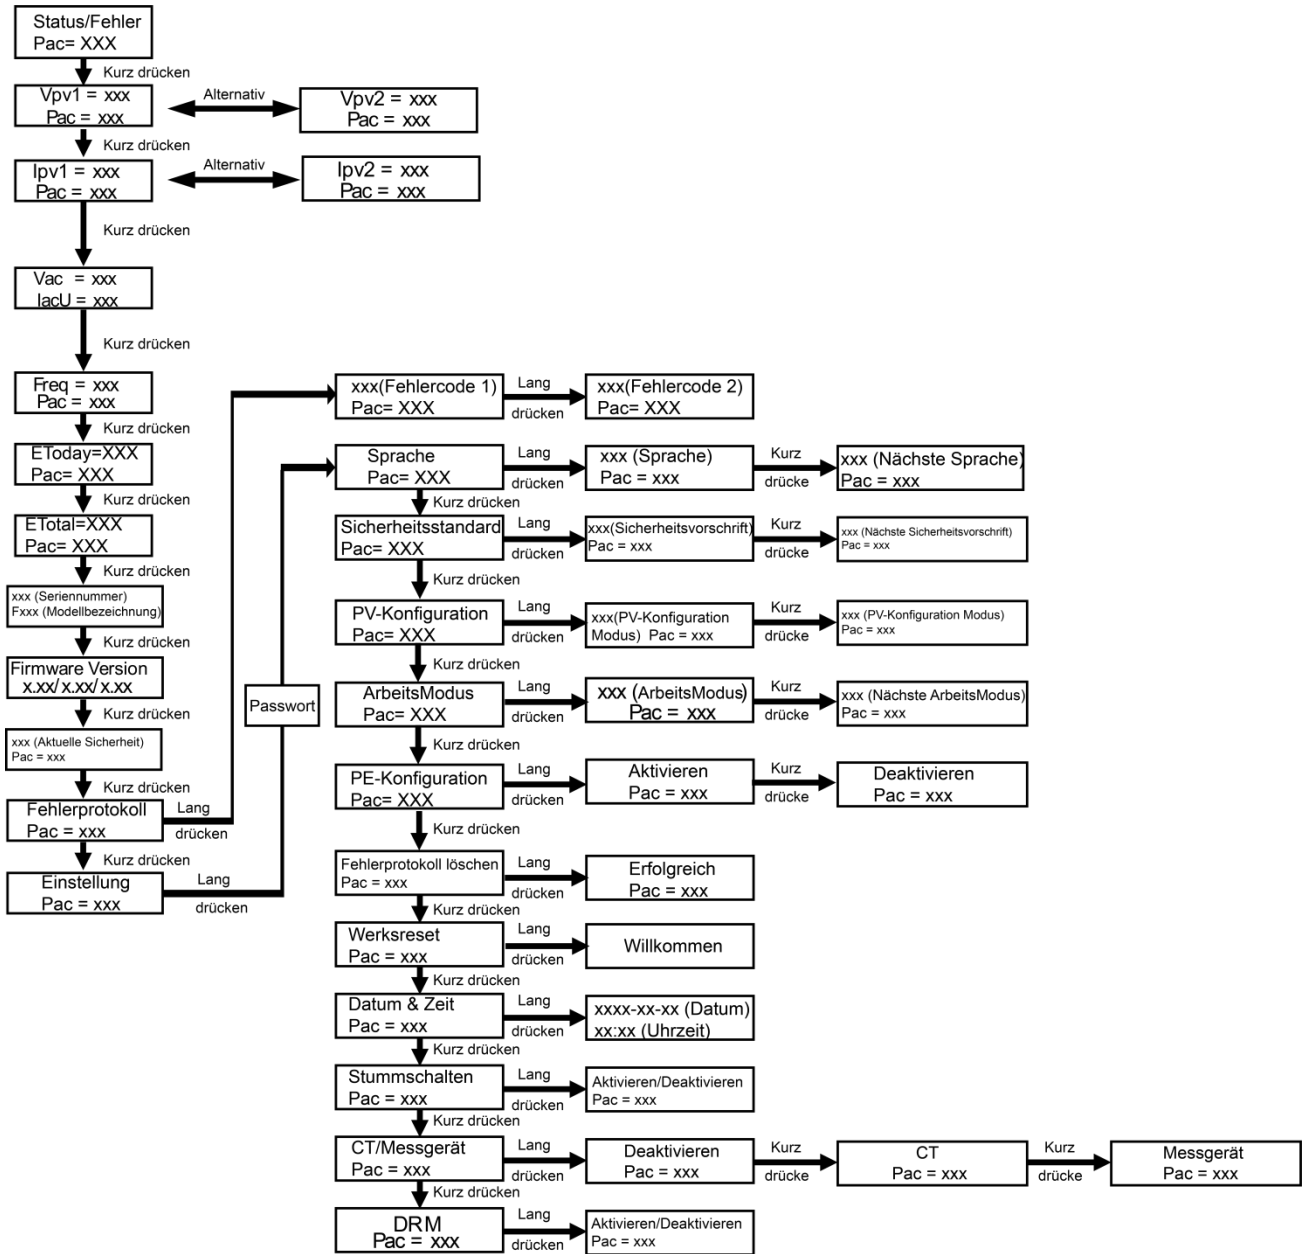 Status/Fehler
Pac= XXX
Kurz drücken
Vpv1 = xxx
Pac = xxx
Alternativ
Vpv2 = xxx
Pac = xxx
Kurz drücken
Ipv1 = xxx
Pac = xxx
Alternativ
Ipv2 = xxx
Pac = xxx
Kurz drücken
Vac = xxx
IacU = xxx
Kurz drücken
Freq = xxx
Pac = xxx
Kurz drücken
EToday=XXX
Pac= XXX
Kurz drücken
ETotal=XXX
Pac= XXX
Kurz drücken
xxx (Seriennummer)
Fxxx (Modellbezeichnung)
Kurz drücken
Firmware Version
x.xx/x.xx/x.xx
Kurz drücken
xxx (Aktuelle Sicherheit)
Pac = xxx
Kurz drücken
Fehlerprotokoll
Pac = xxx
Lang
drücken
Kurz drücken
Einstellung
Pac = xxx
Lang
drücken
Passwort
xxx(Fehlercode 1)
Pac= XXX
Lang
drücken
xxx(Fehlercode 2)
Pac= XXX
Sprache
Pac= XXX
Lang
drücken
xxx (Sprache)
Pac = xxx
Kurz
drücke
xxx (Nächste Sprache)
Pac = xxx
Kurz drücken
Sicherheitsstandard
Pac= XXX
Lang
drücken
xxx(Sicherheitsvorschrift)
Pac = xxx
Kurz
drücke
xxx (Nächste Sicherheitsvorschrift)
Pac = xxx
Kurz drücken
PV-Konfiguration
Pac= XXX
Lang
drücken
xxx(PV-Konfiguration
Modus) Pac = xxx
Kurz
drücke
xxx (PV-Konfiguration Modus)
Pac = xxx
Kurz drücken
ArbeitsModus
Pac= XXX
Lang
drücken
xxx (ArbeitsModus)
Pac = xxx
Kurz
drücke
xxx (Nächste ArbeitsModus)
Pac = xxx
Kurz drücken
PE-Konfiguration
Pac= XXX
Lang
drücken
Aktivieren
Pac = xxx
Kurz
drücke
Deaktivieren
Pac = xxx
Kurz drücken
Fehlerprotokoll löschen
Pac = xxx
Lang
drücken
Erfolgreich
Pac = xxx
Kurz drücken
Werksreset
Pac = xxx
Lang
drücken
Willkommen
Kurz drücken
Datum & Zeit
Pac = xxx
Lang
drücken
xxxx-xx-xx (Datum)
xx:xx (Uhrzeit)
Kurz drücken
Stummschalten
Pac = xxx
Lang
drücken
Aktivieren/Deaktivieren
Pac = xxx
Kurz drücken
CT/Messgerät
Pac = xxx
Lang
drücken
Deaktivieren
Pac = xxx
Kurz
drücke
CT
Pac = xxx
Kurz
drücke
Messgerät
Pac = xxx
Kurz drücken
DRM
Pac = xxx
Lang
drücken
Aktivieren/Deaktivieren
Pac = xxx